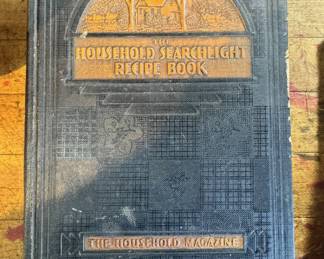 THE
HOUSEHOLD SEARCHLIGHT
RECIPE BOOK
THE HOUSEHOLD MAGAZINE